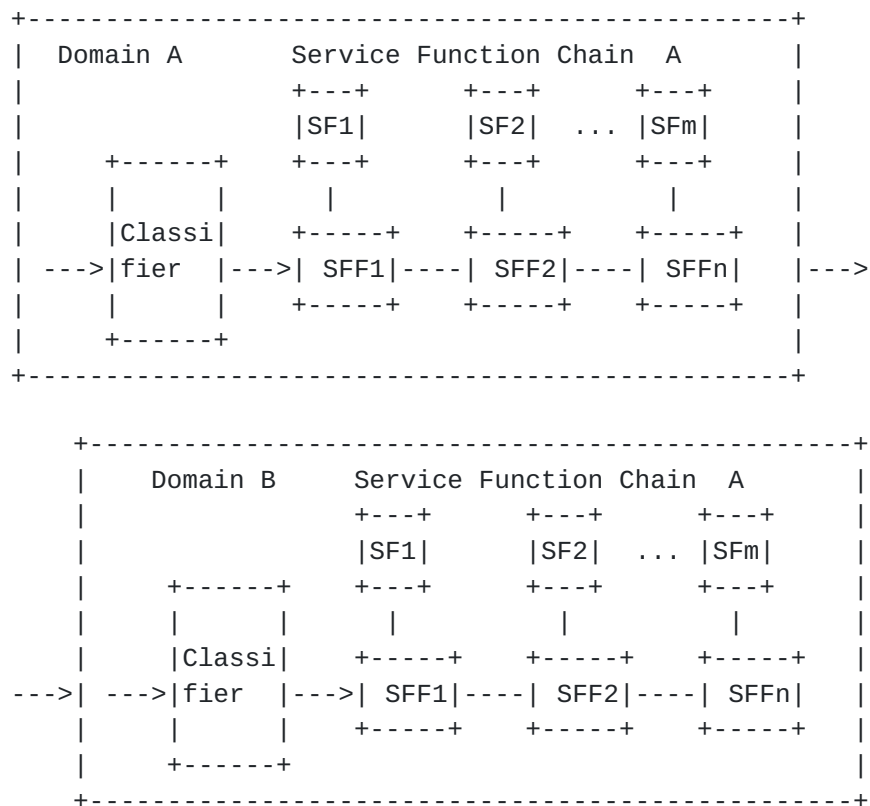 +-------------------------------------------------+
|  Domain A       Service Function Chain  A       |
|                 +---+      +---+      +---+     |
|                 |SF1|      |SF2|  ... |SFm|     |
|     +------+    +---+      +---+      +---+     |
|     |      |      |          |          |       |
|     |Classi|    +-----+    +-----+    +-----+   |
| --->|fier  |--->| SFF1|----| SFF2|----| SFFn|   |--->
|     |      |    +-----+    +-----+    +-----+   |
|     +------+                                    |
+-------------------------------------------------+
+-------------------------------------------------+
|    Domain B     Service Function Chain  A       |
|                 +---+      +---+      +---+     |
|                 |SF1|      |SF2|  ... |SFm|     |
|     +------+    +---+      +---+      +---+     |
|     |      |      |          |          |       |
|     |Classi|    +-----+    +-----+    +-----+   |
--->| --->|fier  |--->| SFF1|----| SFF2|----| SFFn|   |
|     |      |    +-----+    +-----+    +-----+   |
|     +------+                                    |
+-------------------------------------------------+